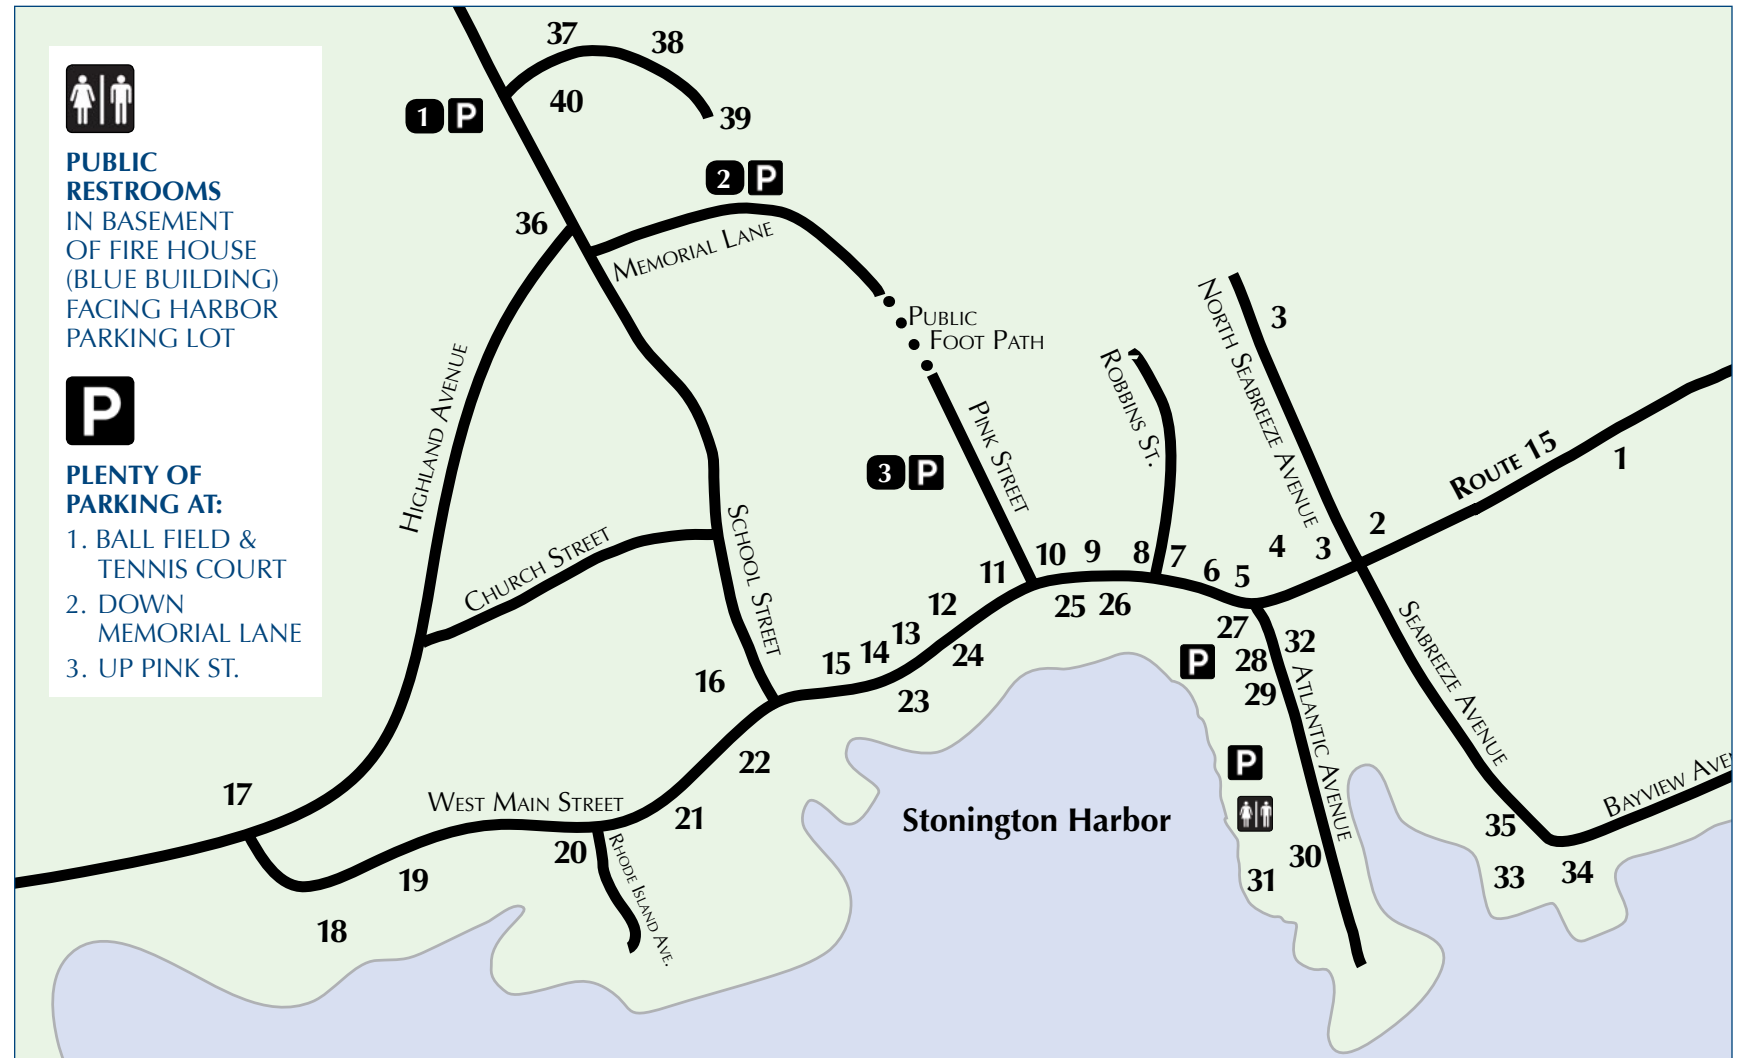 PUBLIC
RESTROOMS
IN BASEMENT
OF FIRE HOUSE
(BLUE BUILDING)
FACING HARBOR
PARKING LOT
P
PLENTY OF
PARKING AT:
1. BALL FIELD &
TENNIS COURT
2. DOWN
MEMORIAL LANE
3. UP PINK ST.
37
38
40
39
1 P
2 P
36
MEMORIAL LANE
PUBLIC
FOOT PATH
NORTH SEABREEZE AVENUE
3
ROBBINS ST.
HIGHLAND AVENUE
PINK STREET
3 P
ROUTE 15
1
2
CHURCH STREET
SCHOOL STREET
11
10
9
8
7
6
5
4
3
12
25
26
27
32
13
14
15
24
P
28
29
16
23
SEABREEZE AVENUE
ATLANTIC AVENUE
22
P
17
WEST MAIN STREET
21
Stonington Harbor
BAYVIEW AVE
20
RHODE ISLAND AVE.
19
18
30
31
35
33
34